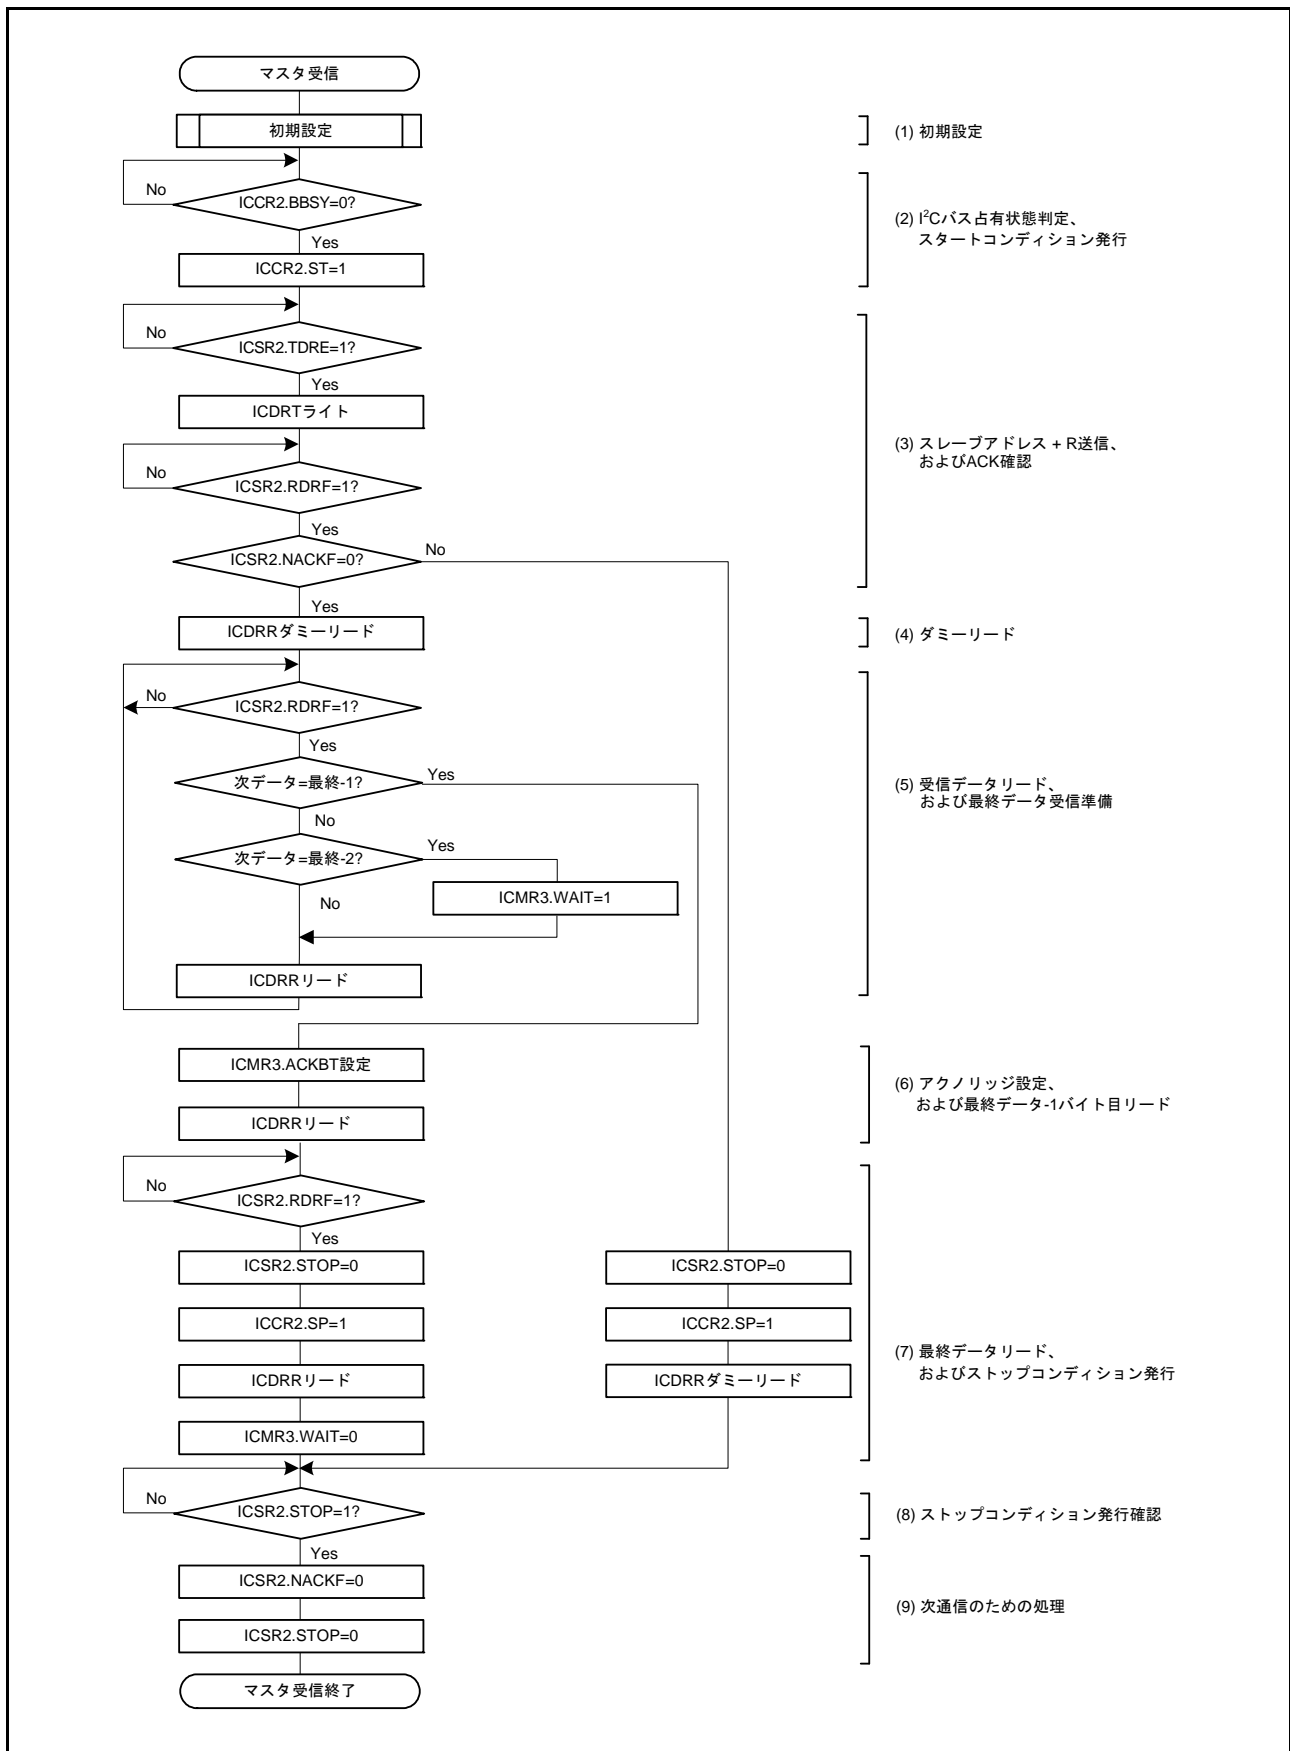 マスタ受信
初期設定
(1) 初期設定
No
ICCR2.BBSY=0?
Yes
(2) I²Cバス占有状態判定、
スタートコンディション発行
ICCR2.ST=1
No
ICSR2.TDRE=1?
Yes
ICDRTライト
(3) スレーブアドレス + R送信、
およびACK確認
No
ICSR2.RDRF=1?
Yes
ICSR2.NACKF=0?
No
Yes
ICDRRダミーリード
(4) ダミーリード
No
ICSR2.RDRF=1?
Yes
次データ=最終-1?
Yes
(5) 受信データリード、
および最終データ受信準備
No
次データ=最終-2?
Yes
ICMR3.WAIT=1
No
ICDRRリード
ICMR3.ACKBT設定
(6) アクノリッジ設定、
および最終データ-1バイト目リード
ICDRRリード
No
ICSR2.RDRF=1?
Yes
ICSR2.STOP=0
ICSR2.STOP=0
ICCR2.SP=1
ICCR2.SP=1
(7) 最終データリード、
およびストップコンディション発行
ICDRRリード
ICDRRダミーリード
ICMR3.WAIT=0
No
ICSR2.STOP=1?
(8) ストップコンディション発行確認
Yes
ICSR2.NACKF=0
(9) 次通信のための処理
ICSR2.STOP=0
マスタ受信終了